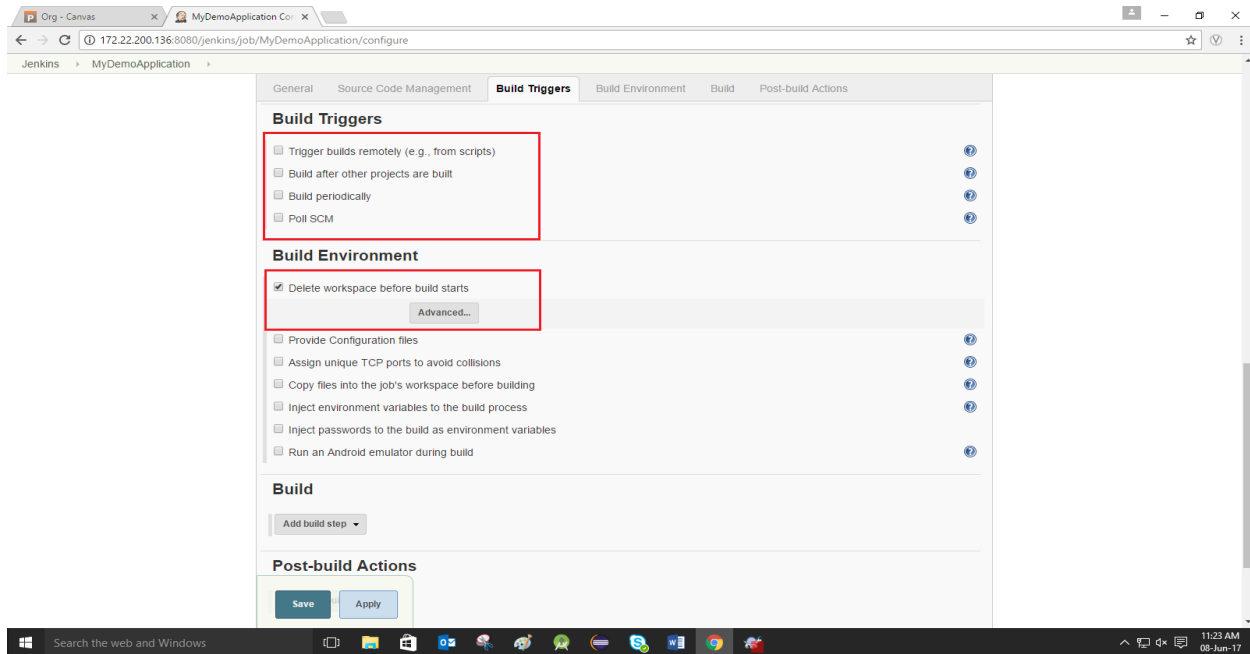 Org - Canvas
MyDemoApplication Con
172.22.200.136:8080/jenkins/job/MyDemoApplication/configure
Jenkins MyDemoApplication
General Source Code Management Build Triggers Build Environment Build Post-build Actions
Build Triggers
Trigger builds remotely (e.g., from scripts)
Build after other projects are built
Build periodically
Poll SCM
Build Environment
Delete workspace before build starts
Advanced...
Provide Configuration files
Assign unique TCP ports to avoid collisions
Copy files into the job's workspace before building
Inject environment variables to the build process
Inject passwords to the build as environment variables
Run an Android emulator during build
Build
Add build step
Post-build Actions
Save Apply
Search the web and Windows
11:23 AM
08-Jun-17